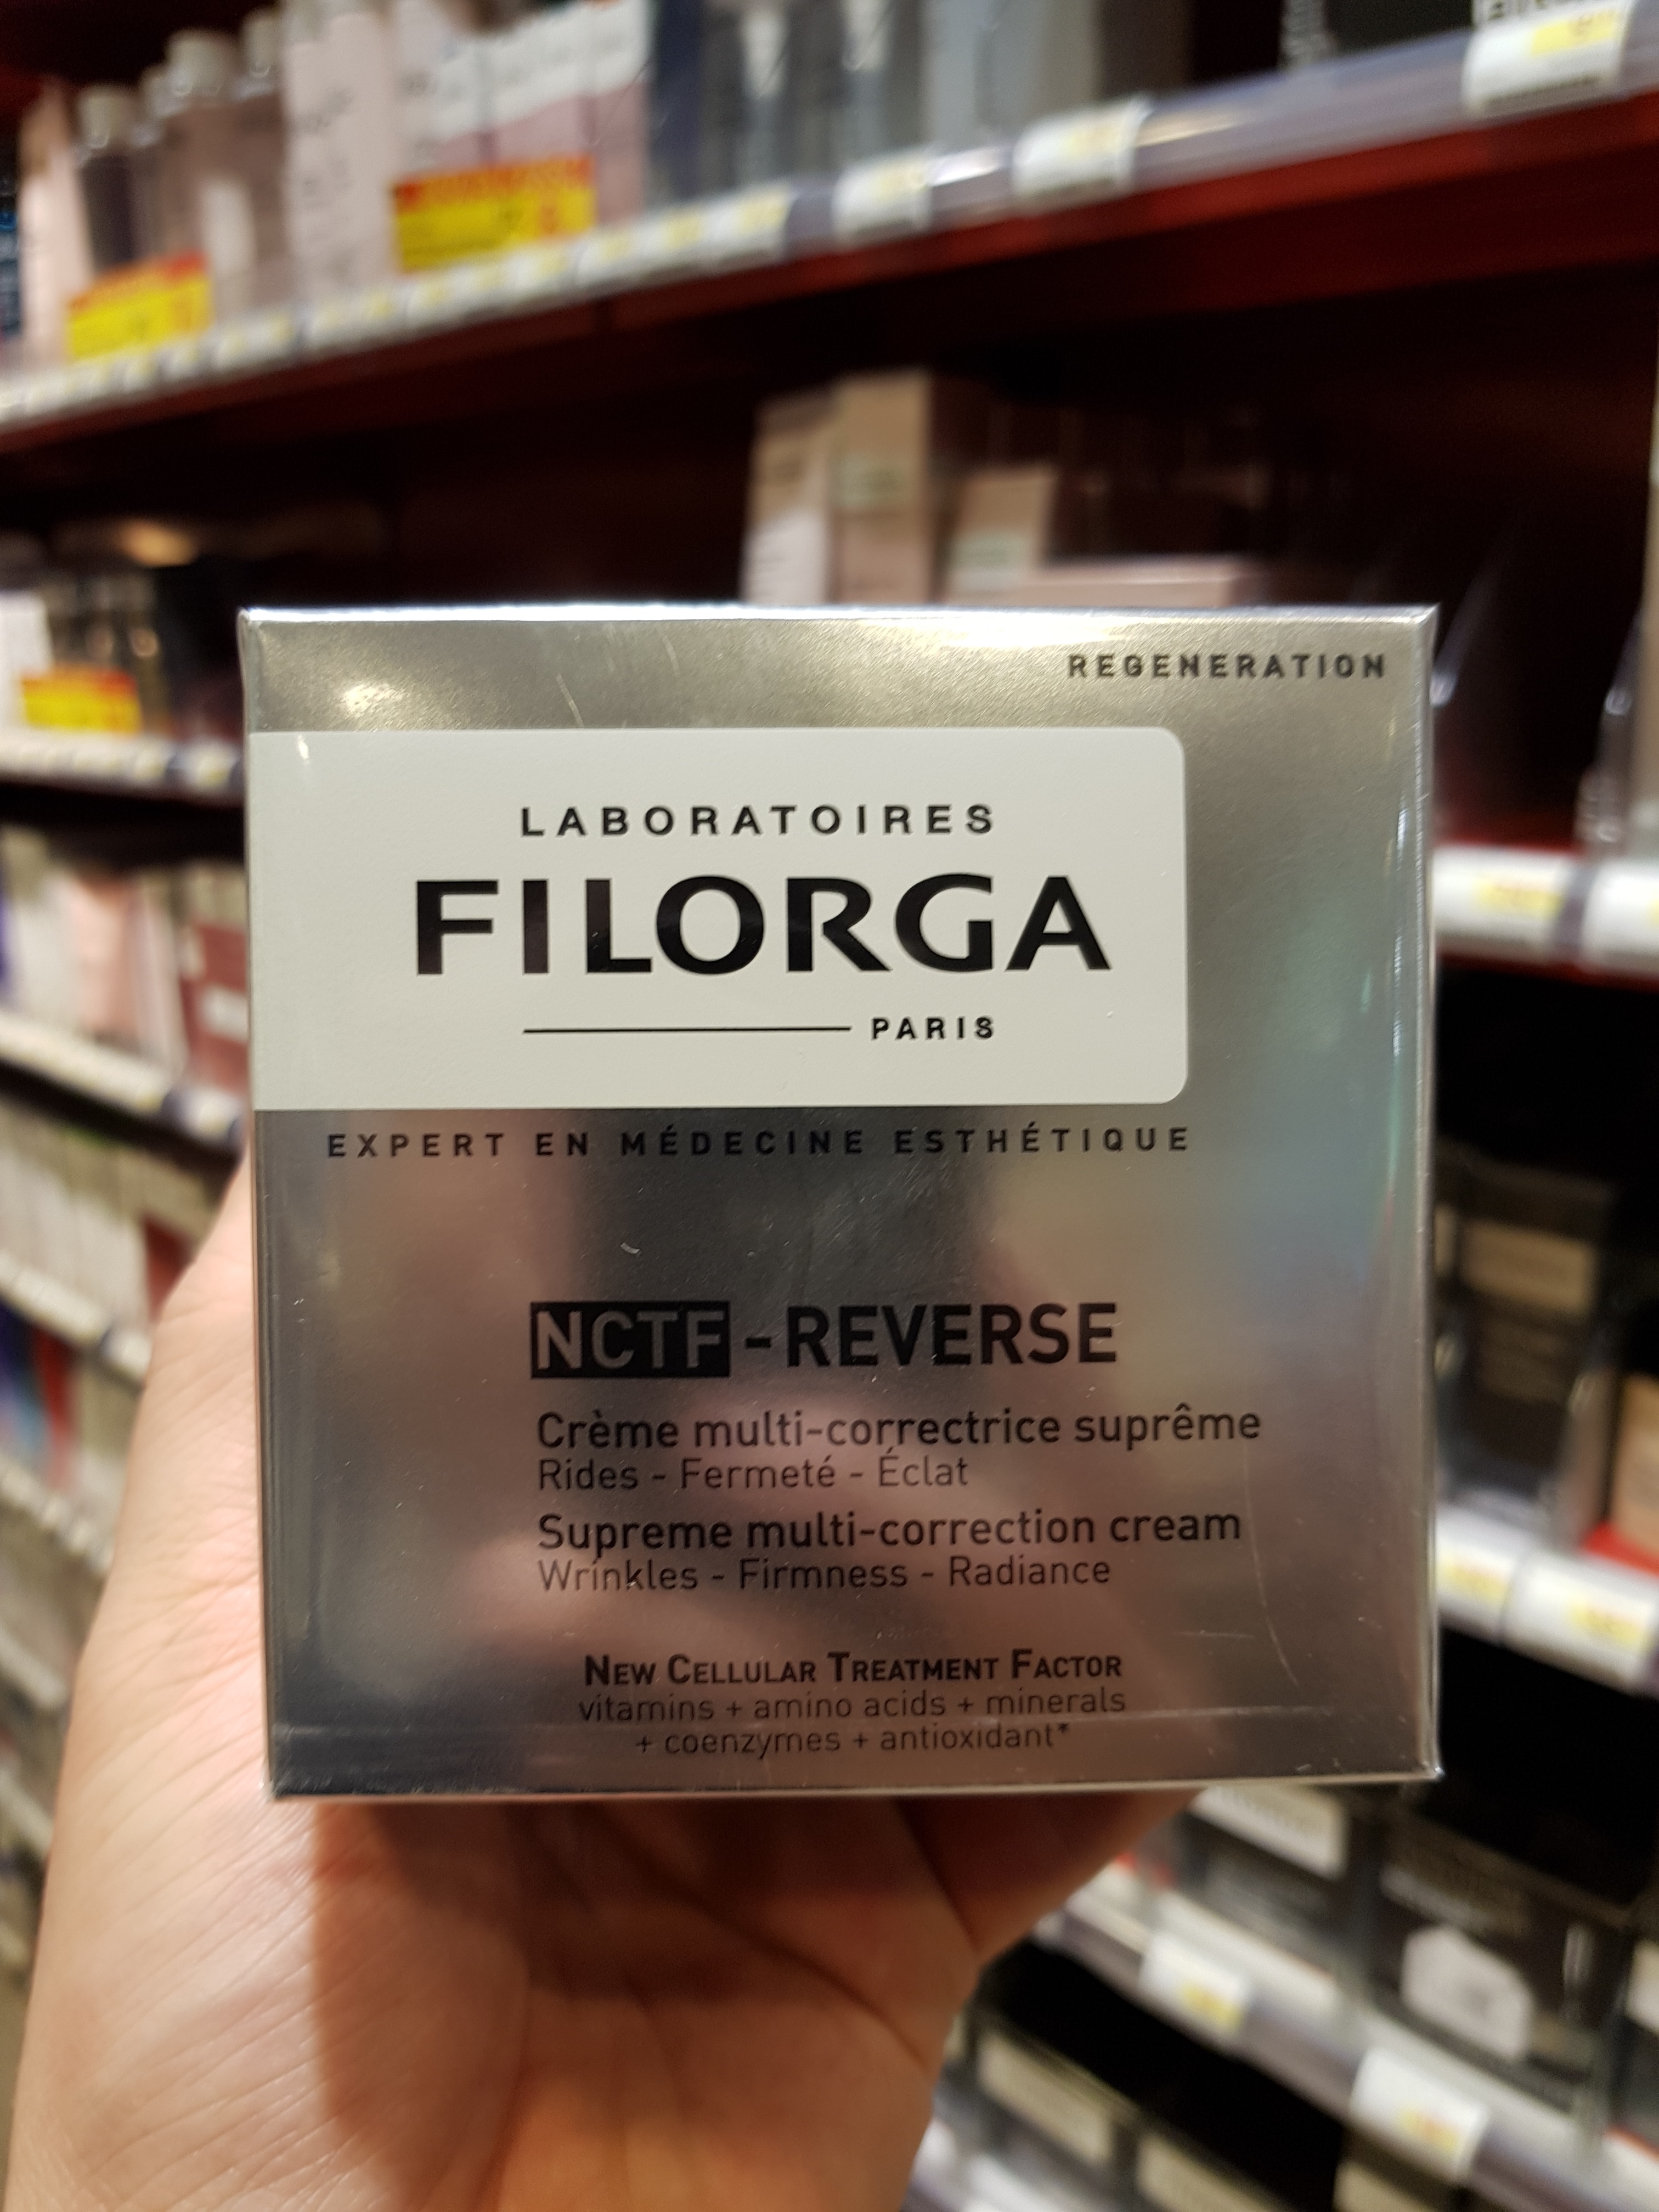 REGENERATION
LABORATOIRES
FILORGA
PARIS
EXPERT EN MÉDECINE ESTHÉTIQUE
NCTF-REVERSE
Crème multi-correctrice suprême
Rides - Fermeté - Éclat
Supreme multi-correction cream
Wrinkles - Firmness - Radiance
NEW CELLULAR TREATMENT FACTOR
vitamins + amino acids + minerals
+ coenzymes + antioxidant*